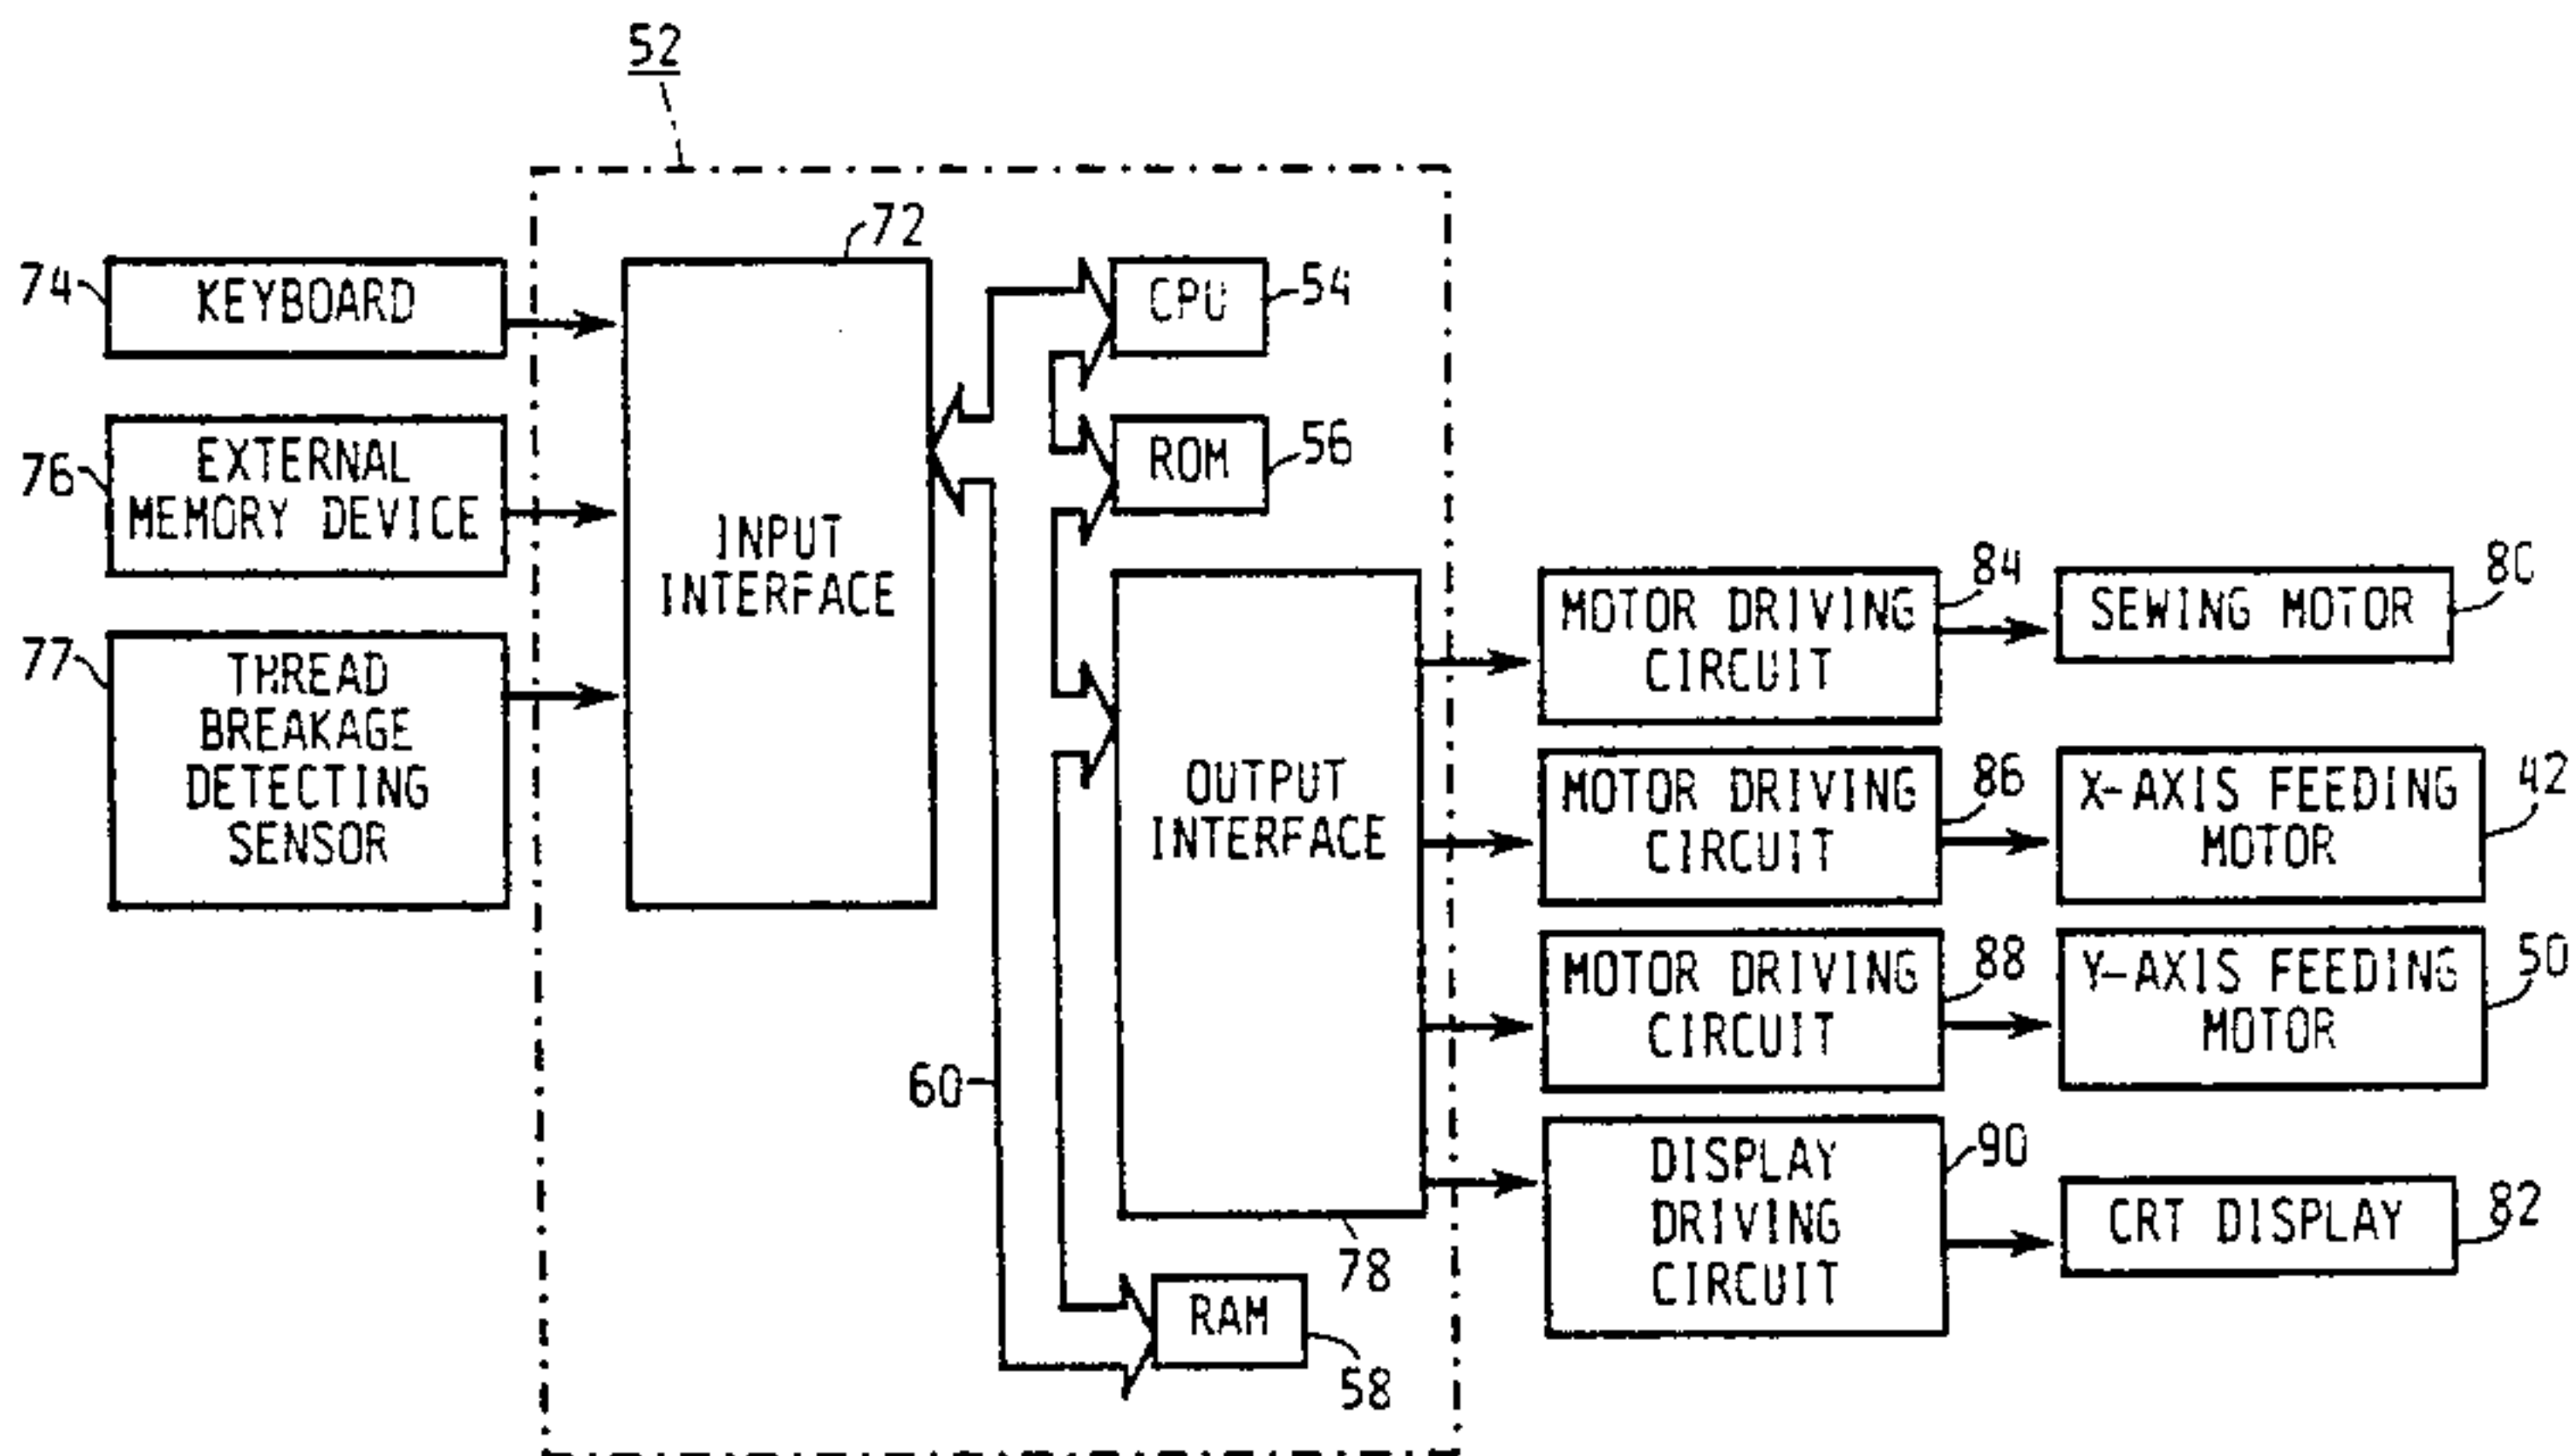 52
72
74
KEYBOARD
CPU
54
76
EXTERNAL
MEMORY DEVICE
ROM
56
INPUT
INTERFACE
77
THREAD
BREAKAGE
DETECTING
SENSOR
OUTPUT
INTERFACE
78
60
RAM
58
MOTOR DRIVING
CIRCUIT
84
SEWING MOTOR
80
MOTOR DRIVING
CIRCUIT
86
X-AXIS FEEDING
MOTOR
42
MOTOR DRIVING
CIRCUIT
88
Y-AXIS FEEDING
MOTOR
50
DISPLAY
DRIVING
CIRCUIT
90
CRT DISPLAY
82